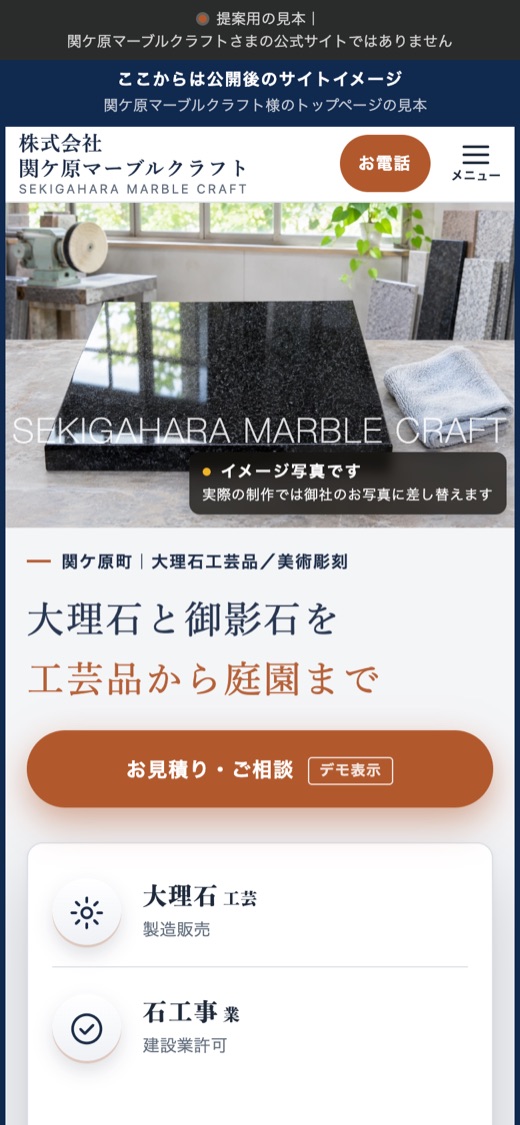 提案用の見本｜
関ケ原マーブルクラフトさまの公式サイトではありません
ここからは公開後のサイトイメージ
関ケ原マーブルクラフト様のトップページの見本
株式会社
関ケ原マーブルクラフト
SEKIGAHARA MARBLE CRAFT
お電話
メニュー
SEKIGAHARA MARBLE CRAFT
イメージ写真です
実際の制作では御社のお写真に差し替えます
関ケ原町｜大理石工芸品／美術彫刻
大理石と御影石を
工芸品から庭園まで
お見積り・ご相談 デモ表示
大理石 工芸
製造販売
石工事 業
建設業許可